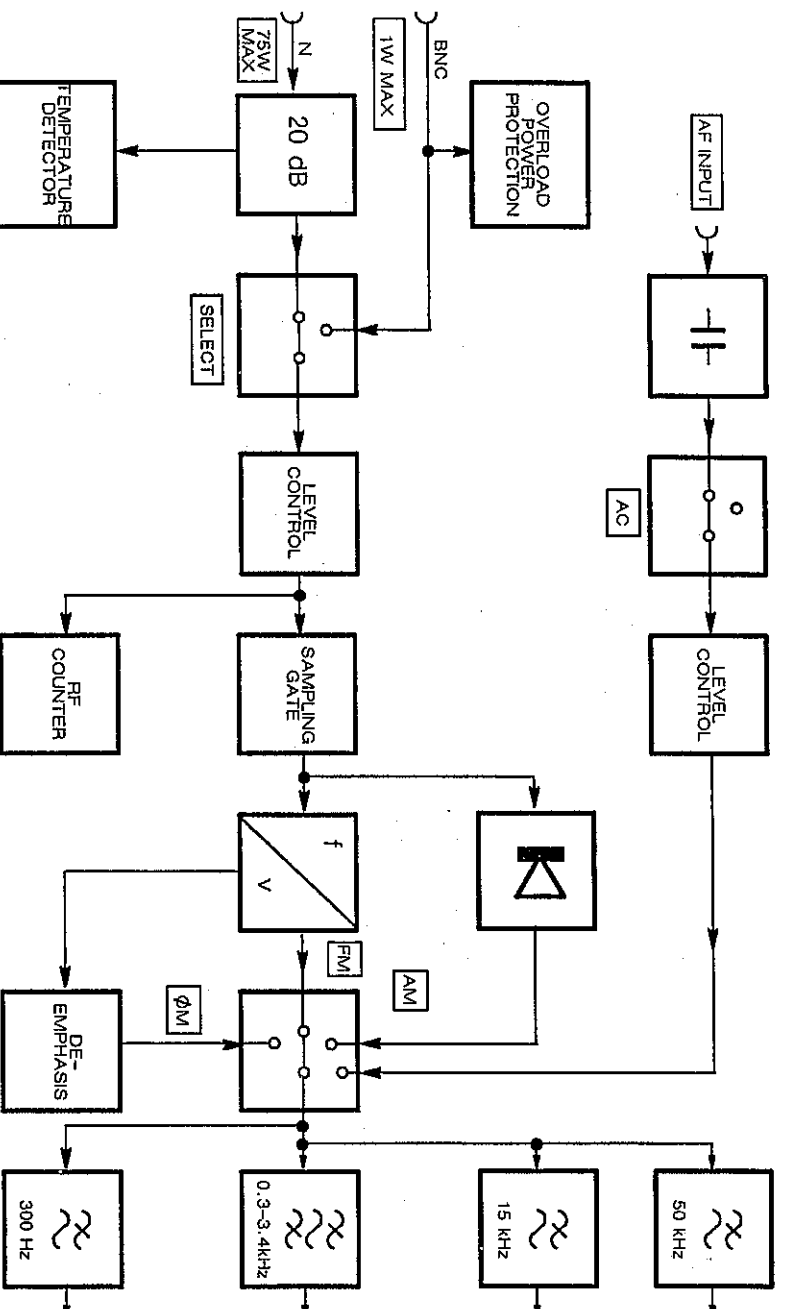 AF INPUT
AC
LEVEL
CONTROL
50 kHz
OVERLOAD
POWER
PROTECTION
15 kHz
BNC
1W MAX
AM
FM
N
75W
MAX
20 dB
SELECT
LEVEL
CONTROL
SAMPLING
GATE
f
v
0.3-3.4kHz
ØM
TEMPERATURE
DETECTOR
RF
COUNTER
DE-
EMPHASIS
300 Hz